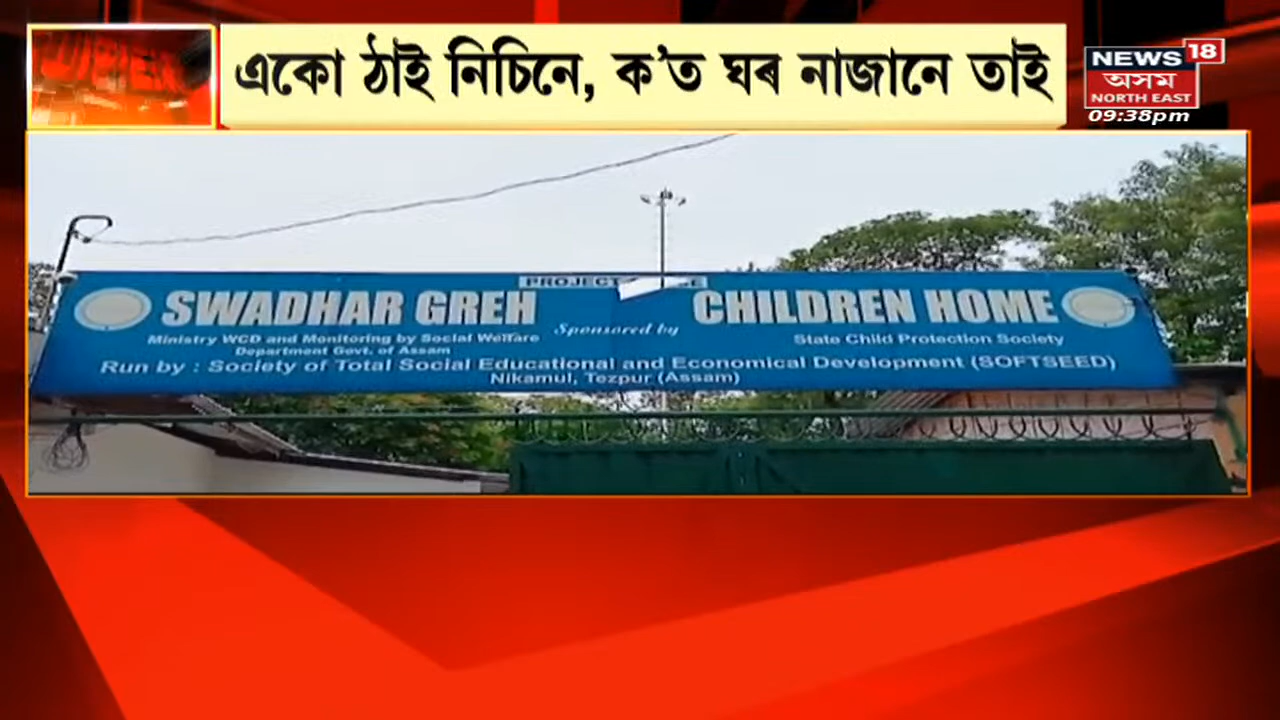 একো ঠাই নিচিনে, ক'ত ঘৰ নাজানে তাই
NEWS 18
অসম
NORTH EAST
09:38pm
PROJECT
SWADHAR GREH
CHILDREN HOME
Ministry WCD and Monitoring by Social Welfare
Department Govt. of Assam
Sponsored by
State Child Protection Society
Run by : Society of Total Social Educational and Economical Development (SOFTSEED)
Nikamul, Tezpur (Assam)